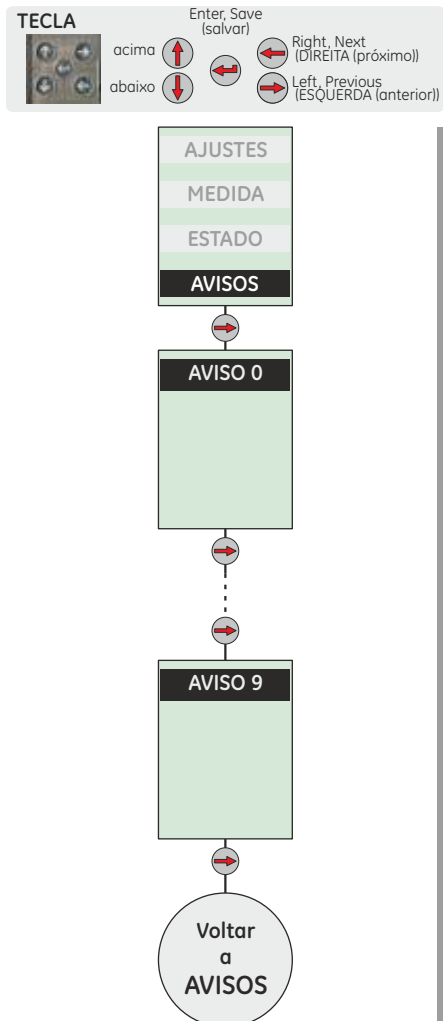 TECLA
acima
abaixo
Enter, Save
(salvar)
Right, Next
(DIREITA (próximo))
Left, Previous
(ESQUERDA (anterior))
AJUSTES
MEDIDA
ESTADO
AVISOS
AVISO 0
AVISO 9
Voltar
a
AVISOS